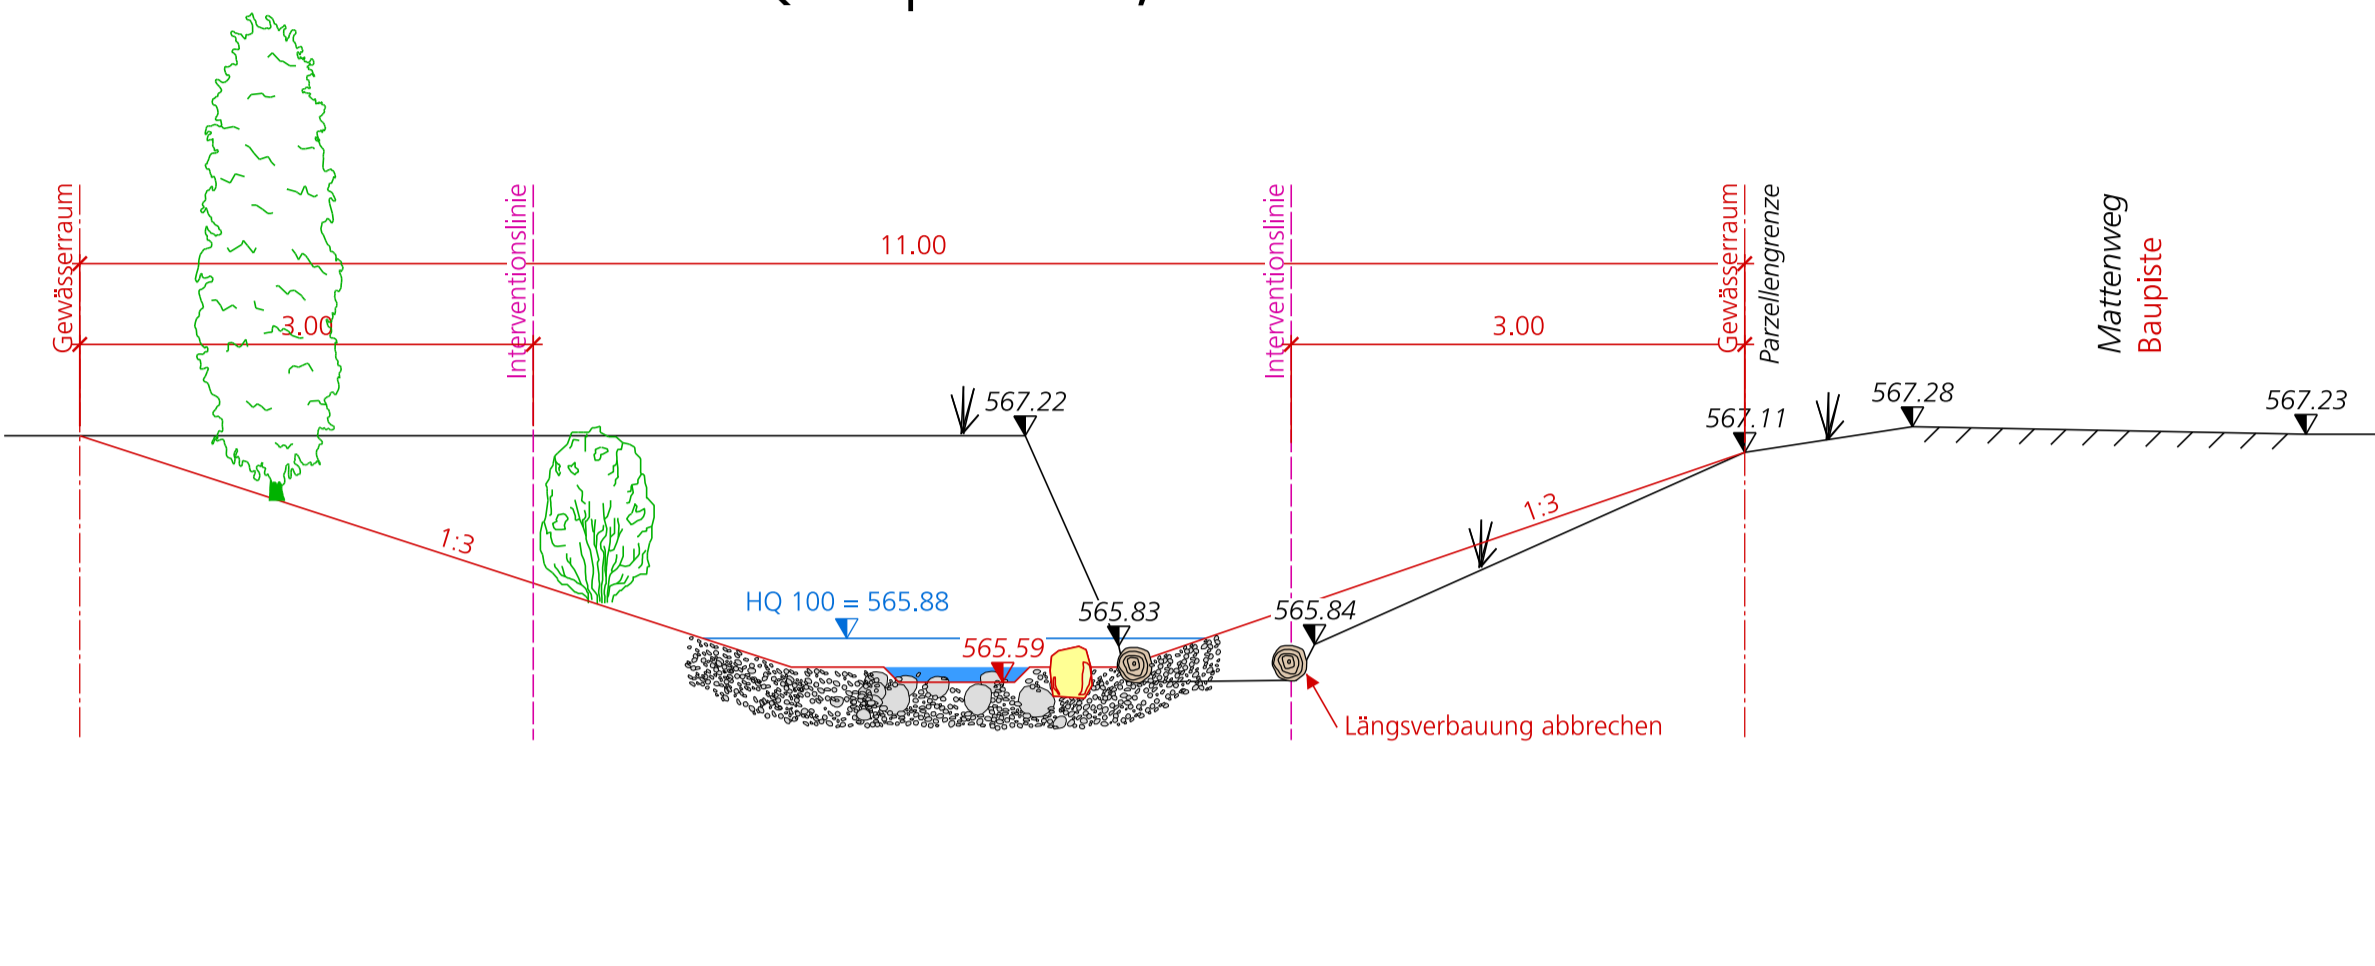 Gewässerraum
Interventionslinie
Interventionslinie
Gewässerraum
Parzellengrenze
Mattenweg
Baupiste
11.00
3.00
3.00
567.22
567.11
567.28
567.23
1:3
1:3
HQ 100 = 565.88
565.59
565.83
565.84
Längsverbauung abbrechen